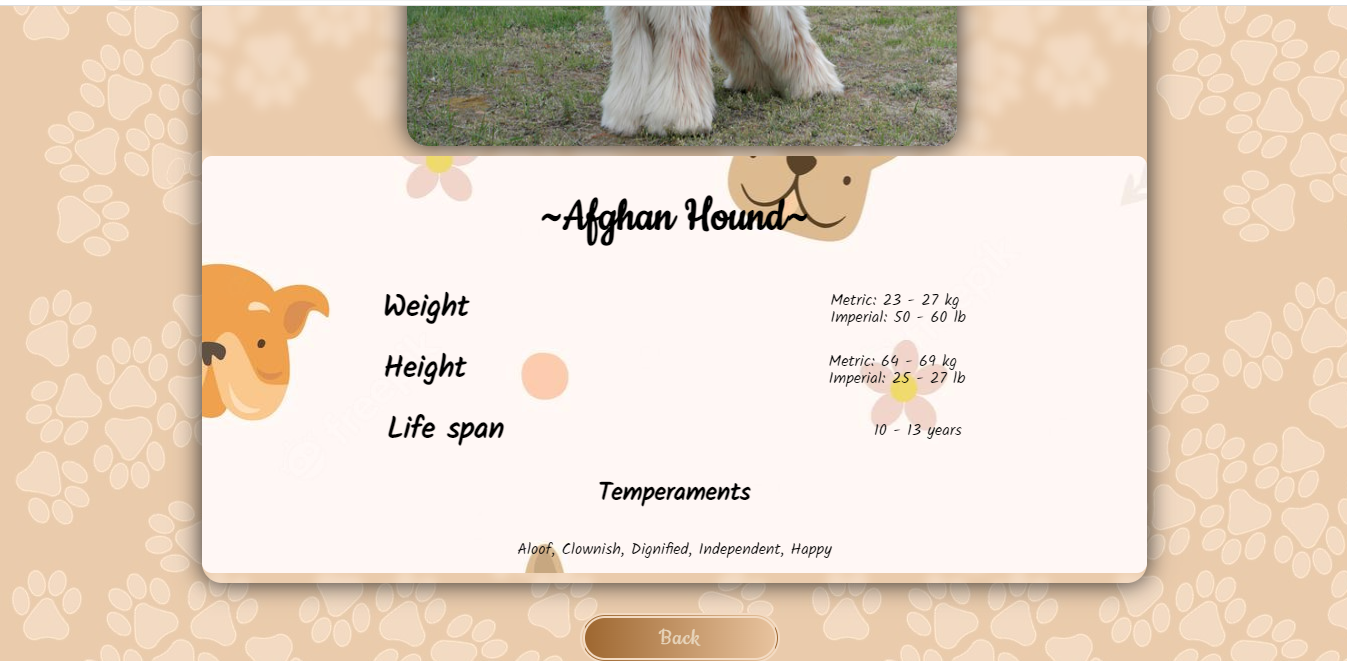 ~Afghan Hound~
Weight
Metric: 23 - 27 kg
Imperial: 50 - 60 lb
Height
Metric: 64 - 69 kg
Imperial: 25 - 27 lb
Life span
10 - 13 years
Temperaments
Aloof, Clownish, Dignified, Independent, Happy
Back